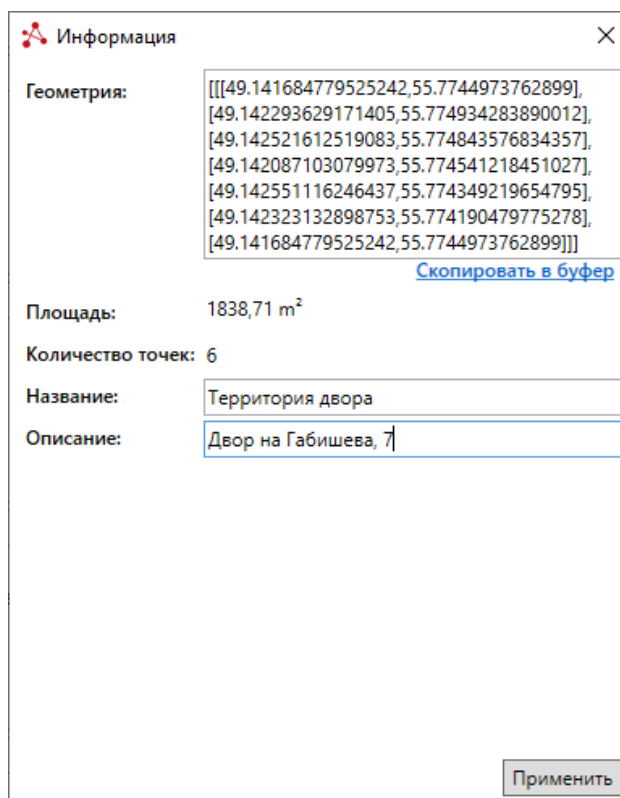 Информация
Геометрия:
[[[49.141684779525242,55.7744973762899],
[49.142293629171405,55.774934283890012],
[49.142521612519083,55.774843576834357],
[49.142087103079973,55.774541218451027],
[49.142551116246437,55.774349219654795],
[49.142323132898753,55.774190479775278],
[49.141684779525242,55.7744973762899]]]
Скопировать в буфер
Площадь: 1838,71 m²
Количество точек: 6
Название: Территория двора
Описание: Двор на Габишева, 7
Применить